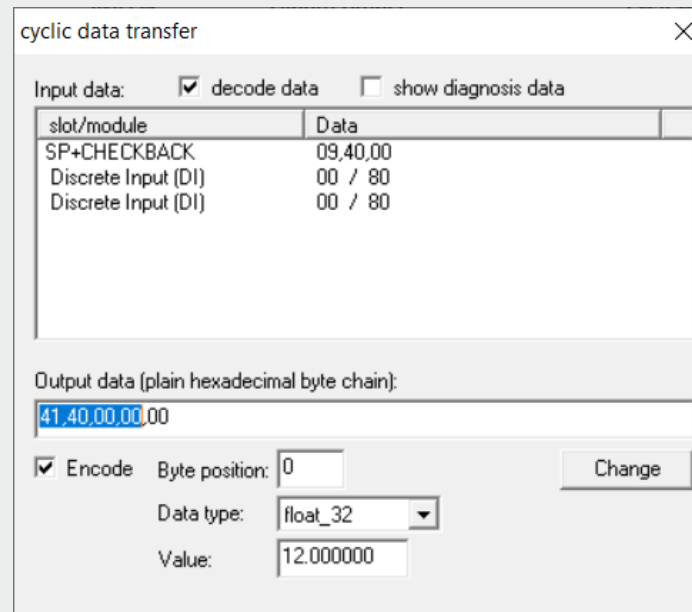 cyclic data transfer
Input data: decode data show diagnosis data
slot/module Data
SP+CHECKBACK 09,40,00
Discrete Input (DI) 00 / 80
Discrete Input (DI) 00 / 80
Output data (plain hexadecimal byte chain):
41,40,00,00,00
Encode Byte position: 0 Change
Data type: float_32
Value: 12.000000